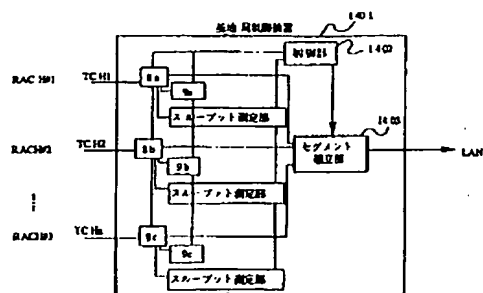 基地局制御装置
1401
制御部
1402
RACH#1
TCH1
8a
9a
スループット測定部
1403
RACH#2
TCH2
8b
セグメント
組立部
LAN
9b
スループット測定部
RACH#3
TCHn
8c
9c
スループット測定部